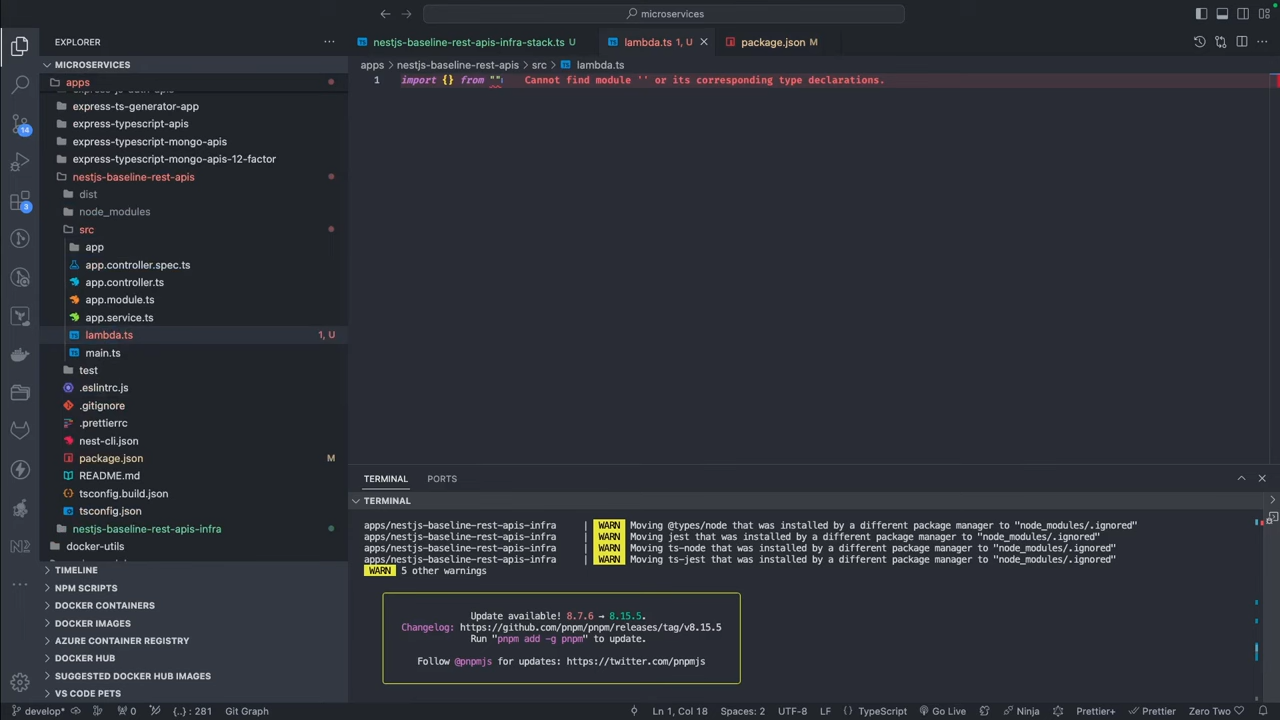 microservices
EXPLORER
MICROSERVICES
apps
express-ts-generator-app
express-typescript-apis
express-typescript-mongo-apis
express-typescript-mongo-apis-12-factor
nestjs-baseline-rest-apis
dist
node_modules
src
app
app.controller.spec.ts
app.controller.ts
app.module.ts
app.service.ts
lambda.ts 1, U
main.ts
test
.eslintrc.js
.gitignore
.prettierrc
nest-cli.json
package.json M
README.md
tsconfig.build.json
tsconfig.json
nestjs-baseline-rest-apis-infra
docker-utils
TIMELINE
NPM SCRIPTS
DOCKER CONTAINERS
DOCKER IMAGES
AZURE CONTAINER REGISTRY
DOCKER HUB
SUGGESTED DOCKER HUB IMAGES
VS CODE PETS
14
3
nestjs-baseline-rest-apis-infra-stack.ts U lambda.ts 1, U package.json M
apps > nestjs-baseline-rest-apis > src > lambda.ts
1 import {} from "" Cannot find module '' or its corresponding type declarations.
TERMINAL PORTS
TERMINAL
apps/nestjs-baseline-rest-apis-infra | WARN Moving @types/node that was installed by a different package manager to "node_modules/.ignored"
apps/nestjs-baseline-rest-apis-infra | WARN Moving jest that was installed by a different package manager to "node_modules/.ignored"
apps/nestjs-baseline-rest-apis-infra | WARN Moving ts-node that was installed by a different package manager to "node_modules/.ignored"
apps/nestjs-baseline-rest-apis-infra | WARN Moving ts-jest that was installed by a different package manager to "node_modules/.ignored"
WARN 5 other warnings
Update available! 8.7.6 → 8.15.5.
Changelog: https://github.com/pnpm/pnpm/releases/tag/v8.15.5
Run "pnpm add -g pnpm" to update.
Follow @pnpmjs for updates: https://twitter.com/pnpmjs
develop* 0 {..} : 281 Git Graph Ln 1, Col 18 Spaces: 2 UTF-8 LF TypeScript Go Live Ninja Prettier+ Prettier Zero Two